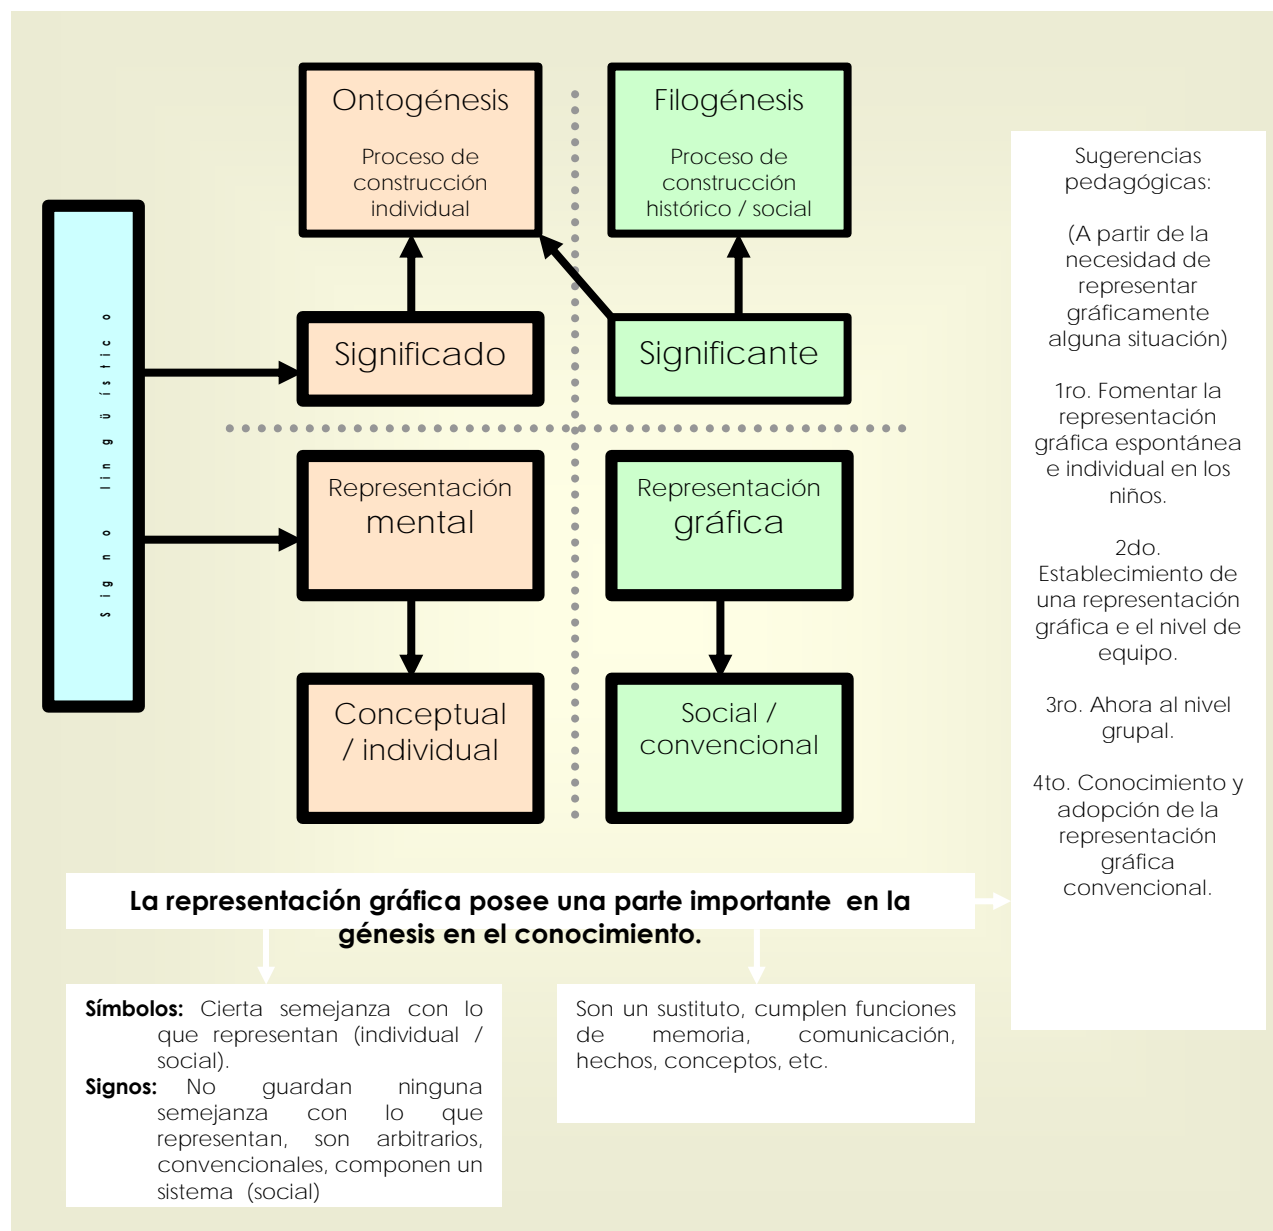 Ontogénesis
Proceso de
construcción
individual
Filogénesis
Proceso de
construcción
histórico / social
signo lingüístico
Significado
Significante
Representación
mental
Representación
gráfica
Conceptual
/ individual
Social /
convencional
Sugerencias
pedagógicas:
(A partir de la
necesidad de
representar
gráficamente
alguna situación)
1ro. Fomentar la
representación
gráfica espontánea
e individual en los
niños.
2do.
Establecimiento de
una representación
gráfica e el nivel de
equipo.
3ro. Ahora al nivel
grupal.
4to. Conocimiento y
adopción de la
representación
gráfica
convencional.
La representación gráfica posee una parte importante en la
génesis en el conocimiento.
Símbolos: Cierta semejanza con lo
que representan (individual /
social).
Signos: No guardan ninguna
semejanza con lo que
representan, son arbitrarios,
convencionales, componen un
sistema (social)
Son un sustituto, cumplen funciones
de memoria, comunicación,
hechos, conceptos, etc.